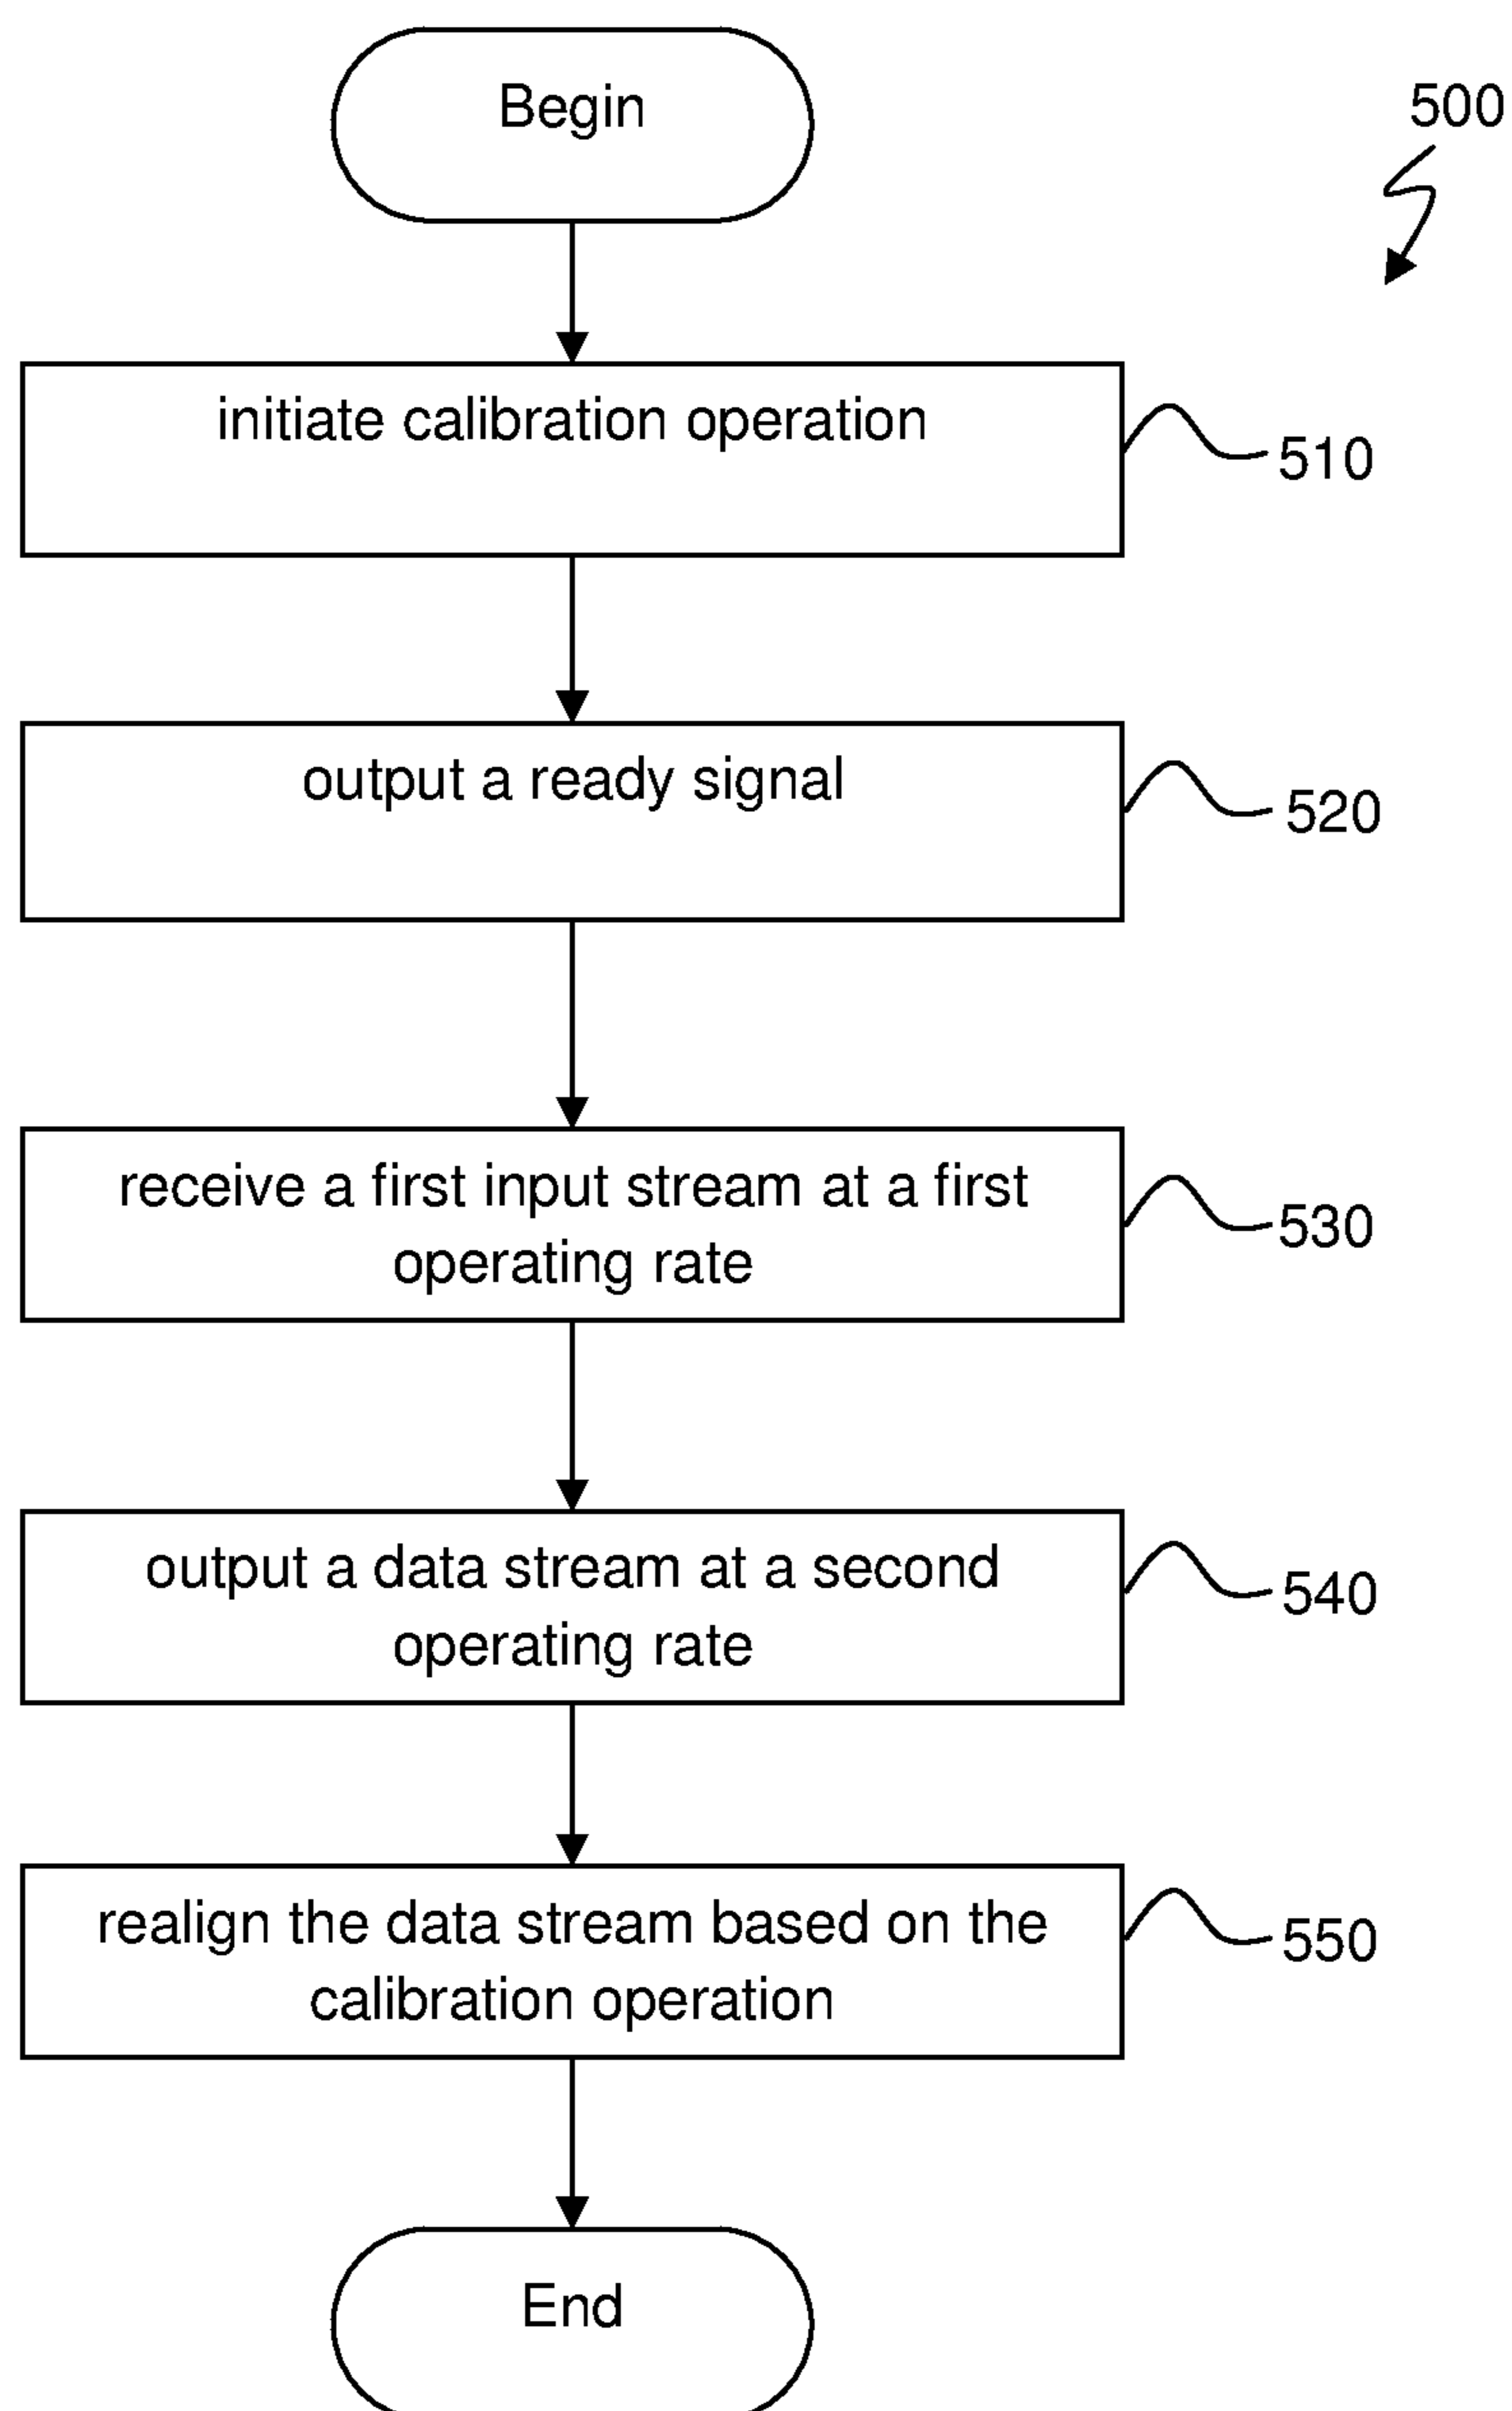 Begin
500
initiate calibration operation
510
output a ready signal
520
receive a first input stream at a first
operating rate
530
output a data stream at a second
operating rate
540
realign the data stream based on the
calibration operation
550
End